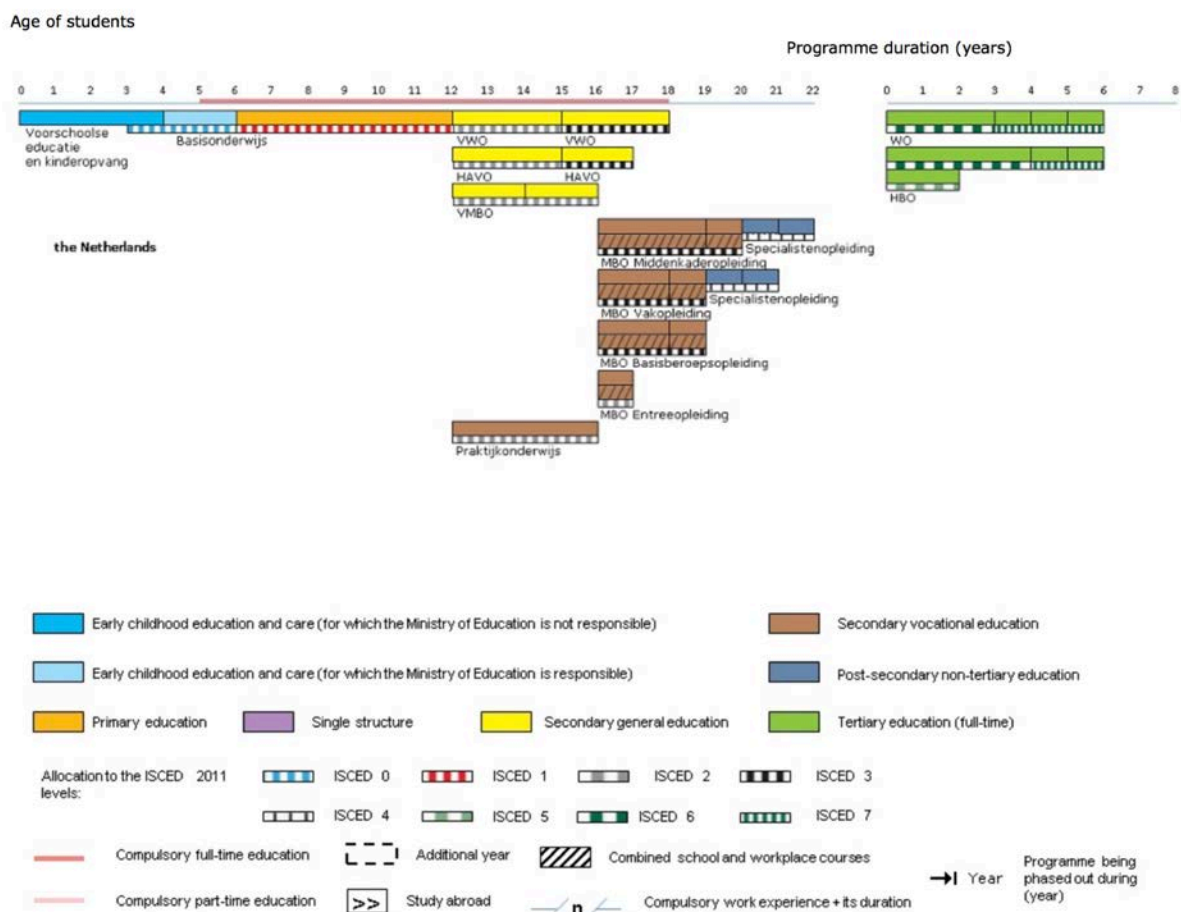 Age of students
Programme duration (years)
0 1 2 3 4 5 6 7 8 9 10 11 12 13 14 15 16 17 18 19 20 21 22 0 1 2 3 4 5 6 7 8
Voorschoolse
educatie
en kinderopvang
Basisonderwijs
VWO VWO
WO
HAVO HAVO
HBO
VMBO
the Netherlands
Specialistenopleiding
MBO Middenkaderopleiding
Specialistenopleiding
MBO Vakopleiding
MBO Basisberoepsopleiding
MBO Entreeopleiding
Praktijkonderwijs
Early childhood education and care (for which the Ministry of Education is not responsible)
Secondary vocational education
Early childhood education and care (for which the Ministry of Education is responsible)
Post-secondary non-tertiary education
Primary education
Single structure
Secondary general education
Tertiary education (full-time)
Allocation to the ISCED 2011
levels:
ISCED 0
ISCED 1
ISCED 2
ISCED 3
ISCED 4
ISCED 5
ISCED 6
ISCED 7
Compulsory full-time education
Additional year
Combined school and workplace courses
Year
Programme being
phased out during
(year)
Compulsory part-time education
>>
Study abroad
n
Compulsory work experience + its duration